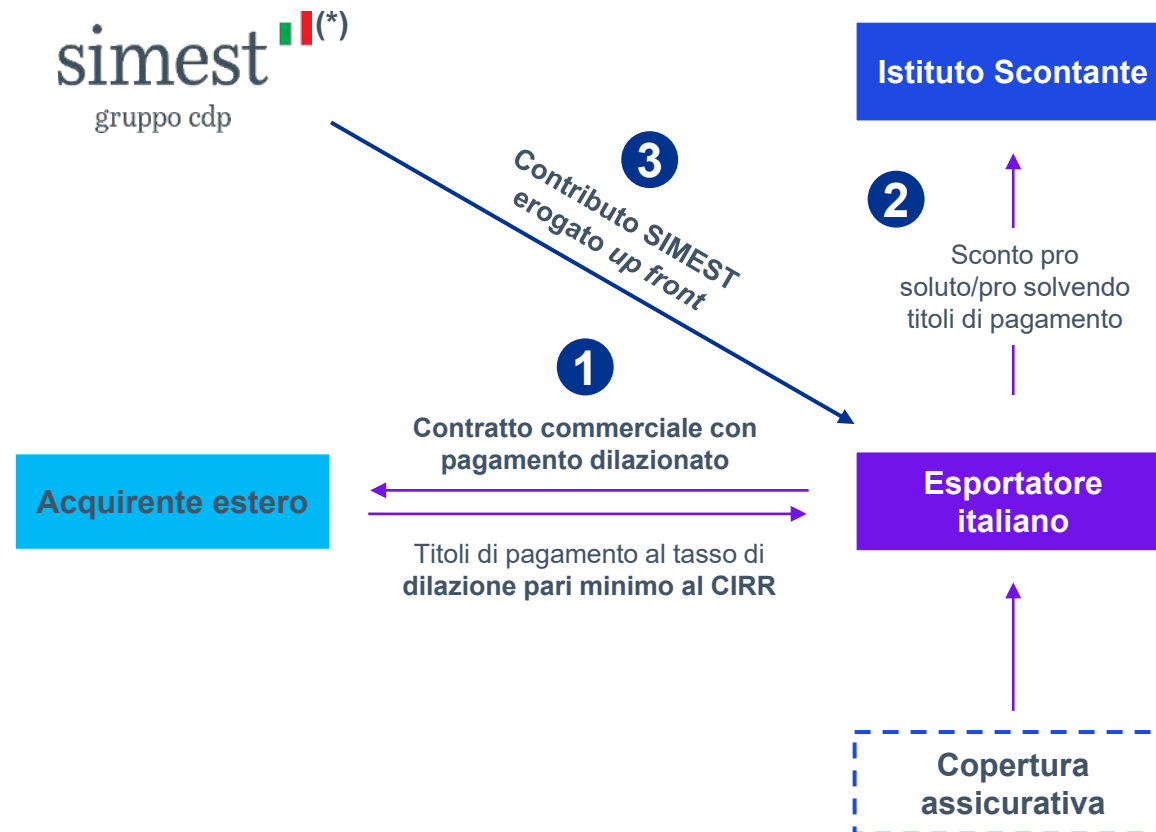 simest
(*)
gruppo cdp
Istituto Scontante
3
Contributo SIMEST
erogato up front
2
Sconto pro
soluto/pro solvendo
titoli di pagamento
1
Contratto commerciale con
pagamento dilazionato
Acquirente estero
Esportatore
italiano
Titoli di pagamento al tasso di
dilazione pari minimo al CIRR
Copertura
assicurativa